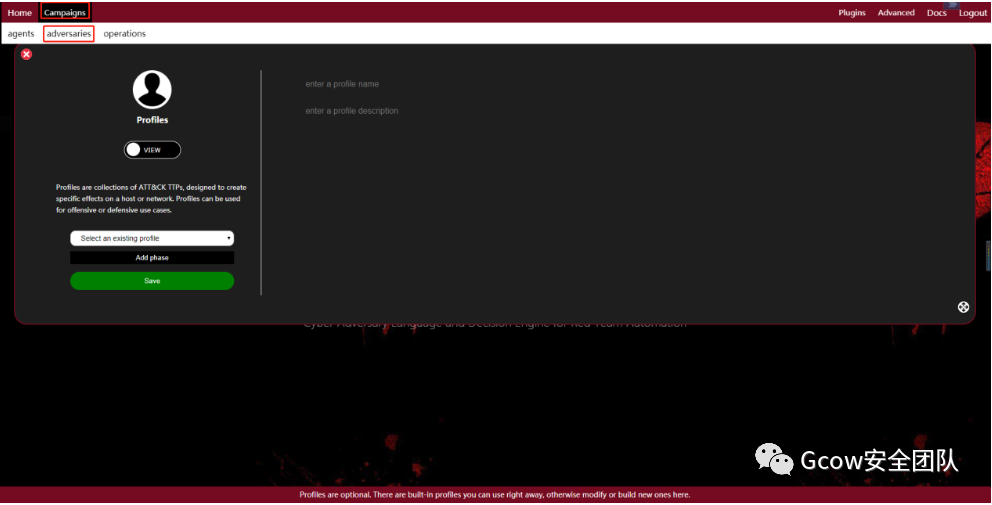 Home Campaigns Plugins Advanced Docs Logout
agents adversaries operations
Profiles
VIEW
Profiles are collections of ATT&CK TTPs, designed to create
specific effects on a host or network. Profiles can be used
for offensive or defensive use cases.
Select an existing profile
Add phase
Save
enter a profile name
enter a profile description
Cyber Adversary Language and Decision Engine for Red Team Automation
Gcow安全团队
Profiles are optional. There are built-in profiles you can use right away, otherwise modify or build new ones here.